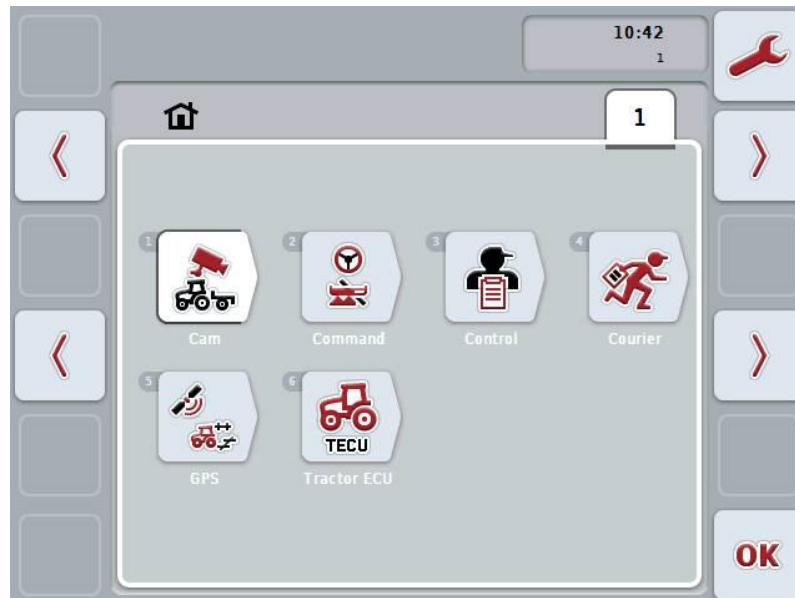 10:42
1
1
1
2
3
4
Cam
Command
Control
Courier
5
6
TECU
GPS
Tractor ECU
OK